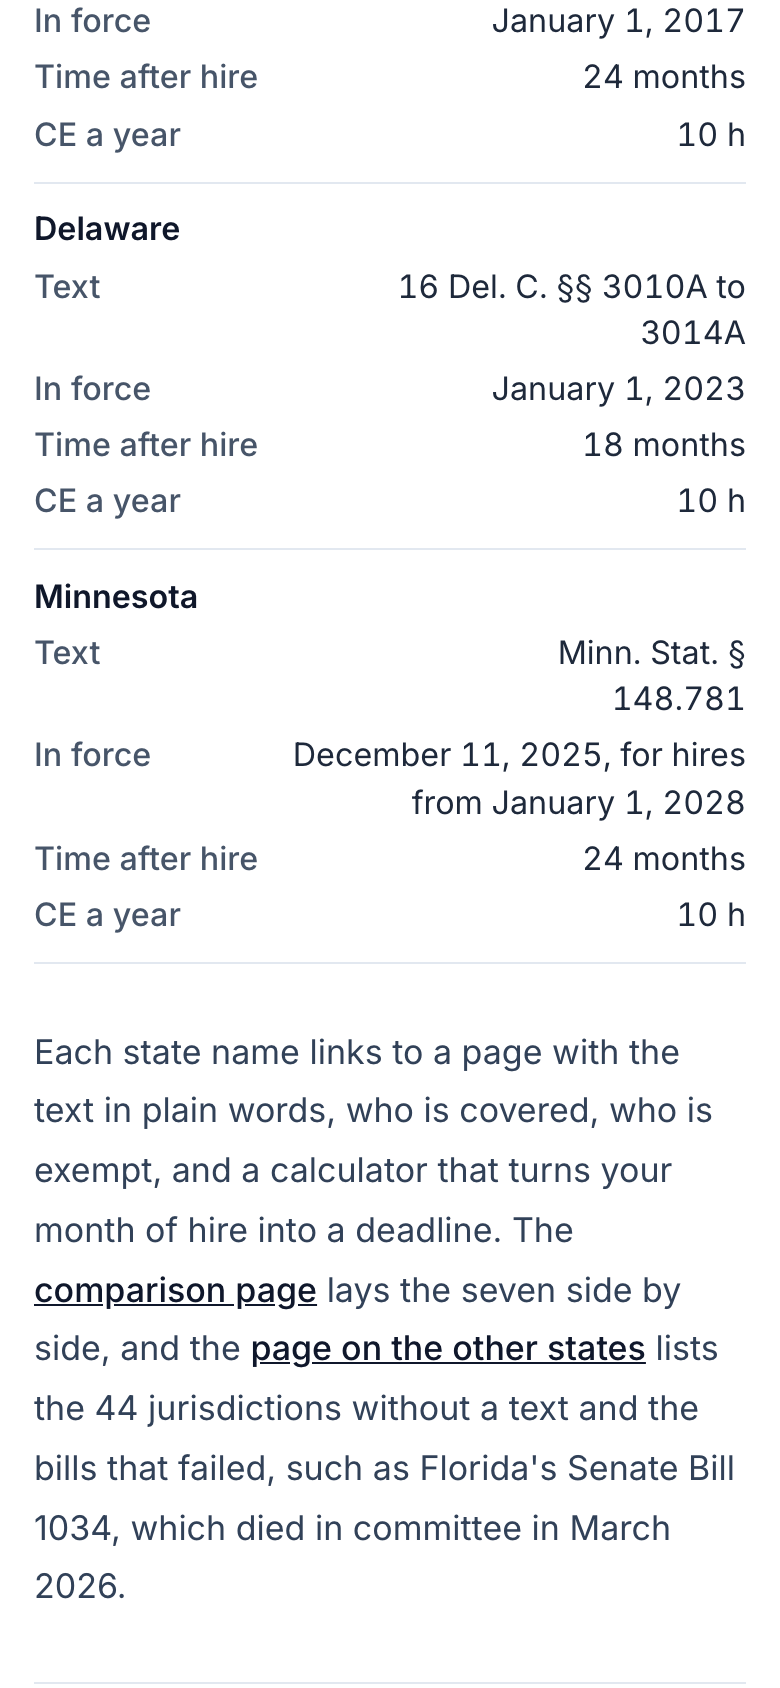 In force January 1, 2017
Time after hire 24 months
CE a year 10 h
Delaware
Text 16 Del. C. §§ 3010A to
3014A
In force January 1, 2023
Time after hire 18 months
CE a year 10 h
Minnesota
Text Minn. Stat. §
148.781
In force December 11, 2025, for hires
from January 1, 2028
Time after hire 24 months
CE a year 10 h
Each state name links to a page with the
text in plain words, who is covered, who is
exempt, and a calculator that turns your
month of hire into a deadline. The
comparison page lays the seven side by
side, and the page on the other states lists
the 44 jurisdictions without a text and the
bills that failed, such as Florida's Senate Bill
1034, which died in committee in March
2026.